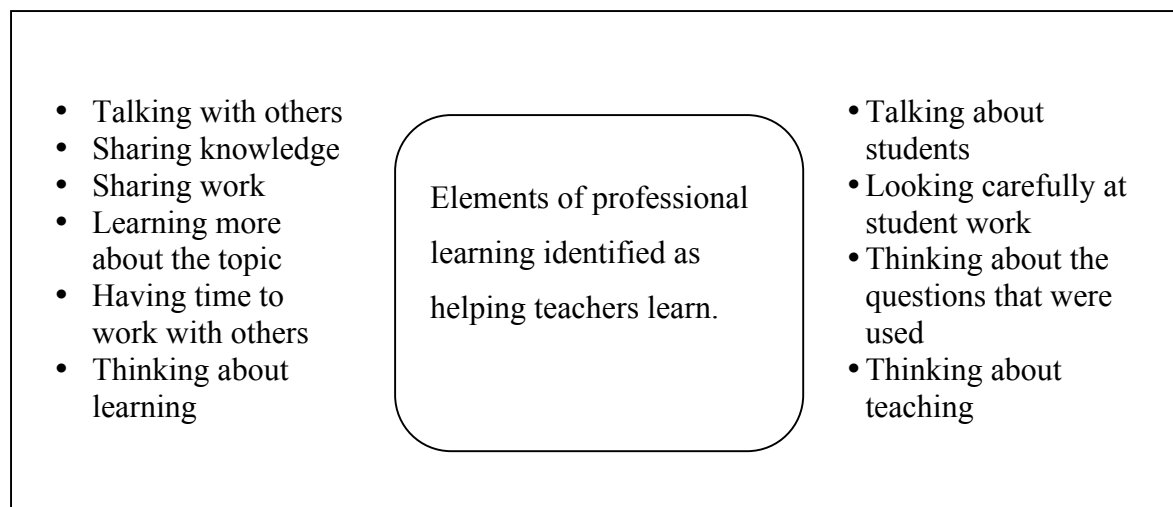 • Talking with others
• Sharing knowledge
• Sharing work
• Learning more
about the topic
• Having time to
work with others
• Thinking about
learning
Elements of professional
learning identified as
helping teachers learn.
• Talking about
students
• Looking carefully at
student work
• Thinking about the
questions that were
used
• Thinking about
teaching